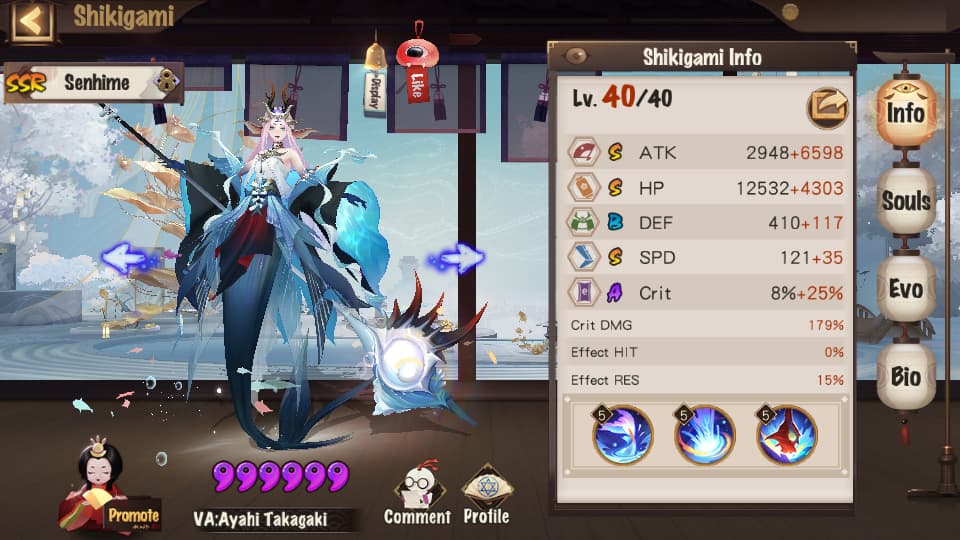 Shikigami
SSR Senhime
Display
Like
Shikigami Info
Lv. 40/40
S ATK 2948+6598
S HP 12532+4303
B DEF 410+117
S SPD 121+35
A Crit 8%+25%
Crit DMG 179%
Effect HIT 0%
Effect RES 15%
5 5 5
Info
Souls
Evo
Bio
Promote
999999
VA:Ayahi Takagaki
Comment
Profile